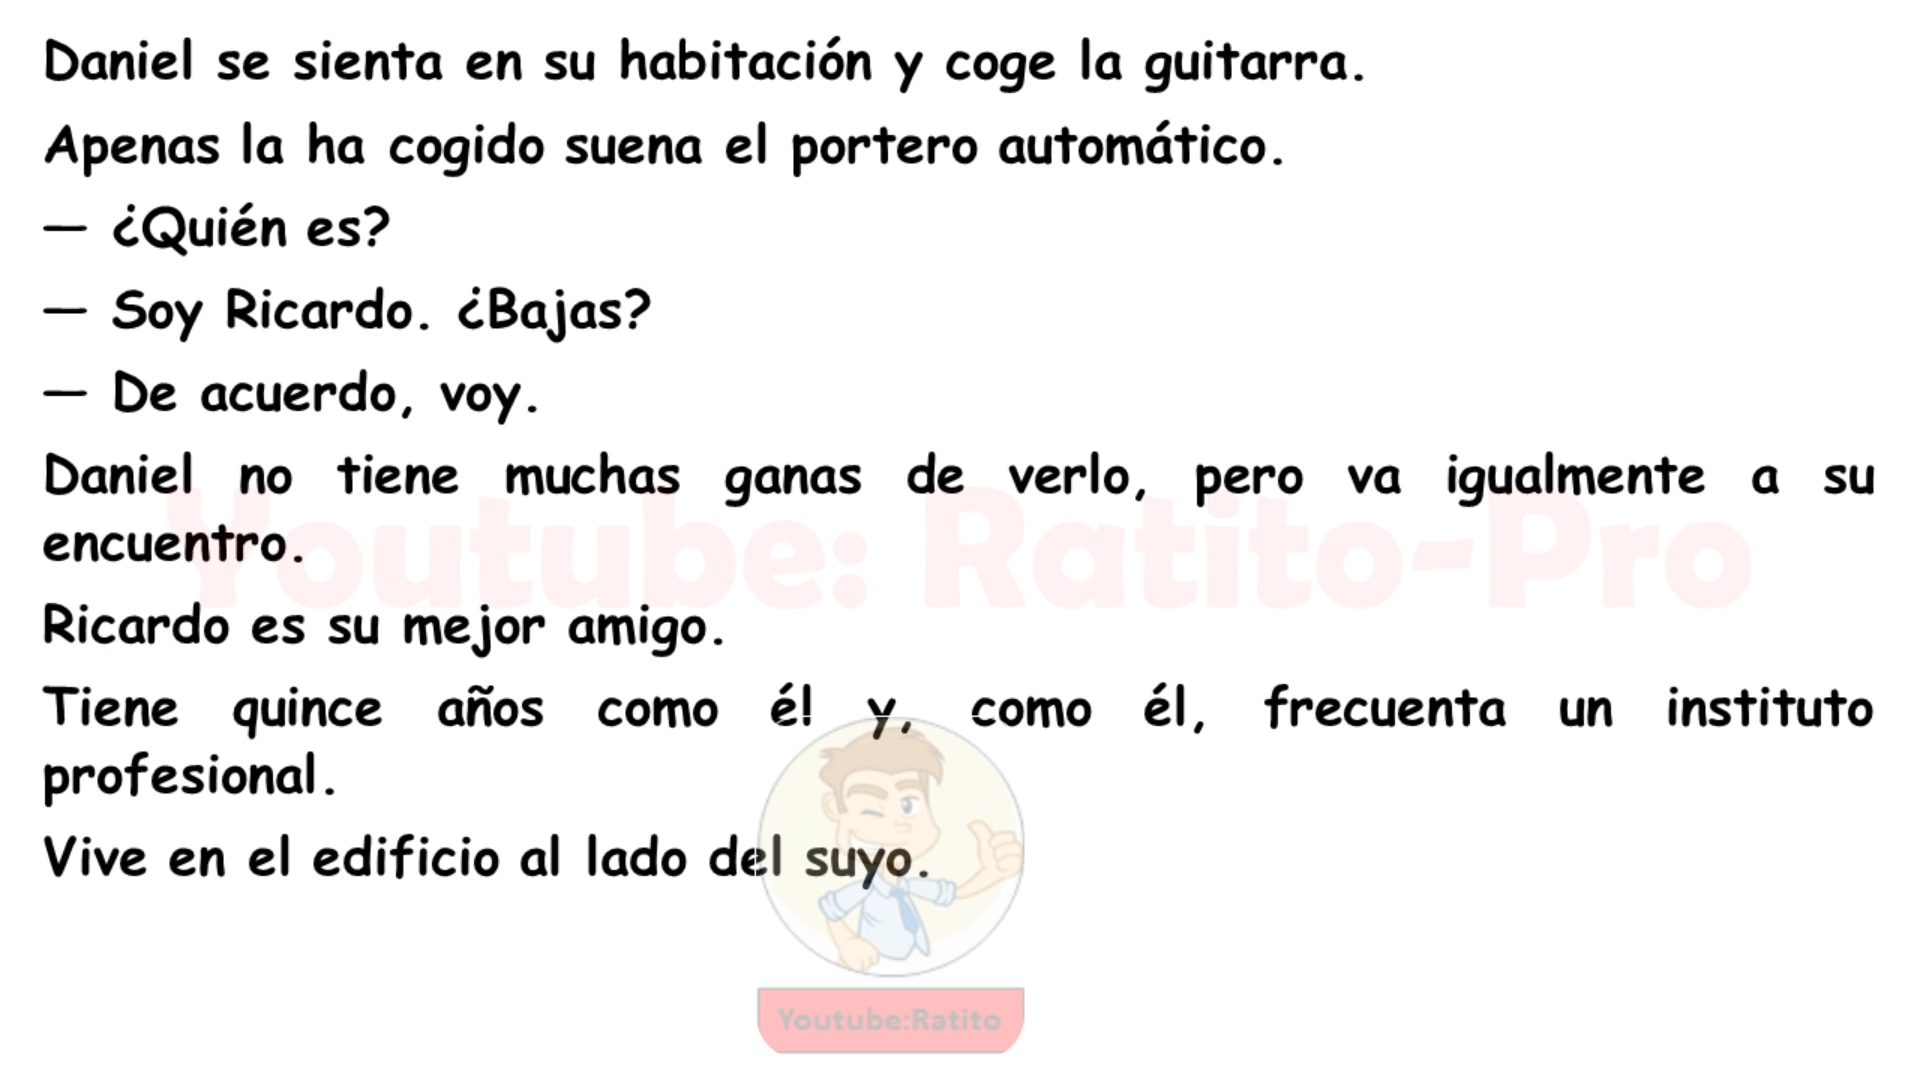 Daniel se sienta en su habitación y coge la guitarra.
Apenas la ha cogido suena el portero automático.
— ¿Quién es?
— Soy Ricardo. ¿Bajas?
— De acuerdo, voy.
Daniel no tiene muchas ganas de verlo, pero va igualmente a su
encuentro.
Youtube: Ratito-Pro
Ricardo es su mejor amigo.
Tiene quince años como é! y, como él, frecuenta un instituto
profesional.
Vive en el edificio al lado del suyo.
Youtube:Ratito